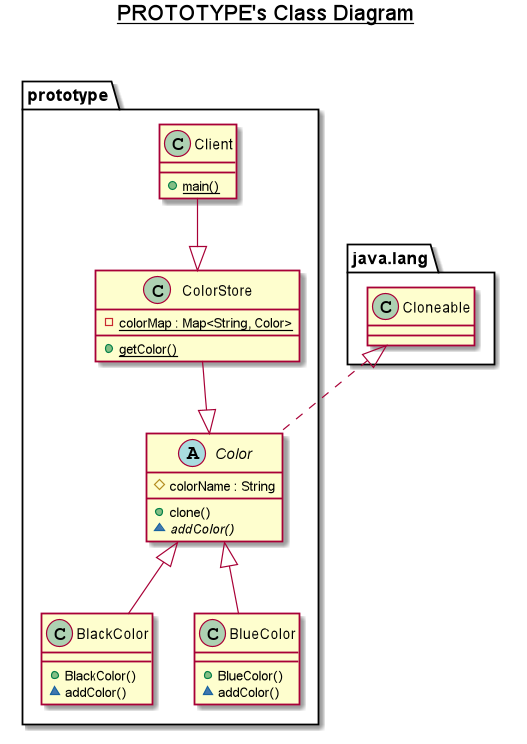 PROTOTYPE's Class Diagram
prototype
C Client
main()
java.lang
C Cloneable
C ColorStore
colorMap : Map<String, Color>
getColor()
A Color
colorName : String
clone()
addColor()
C BlackColor
BlackColor()
addColor()
C BlueColor
BlueColor()
addColor()